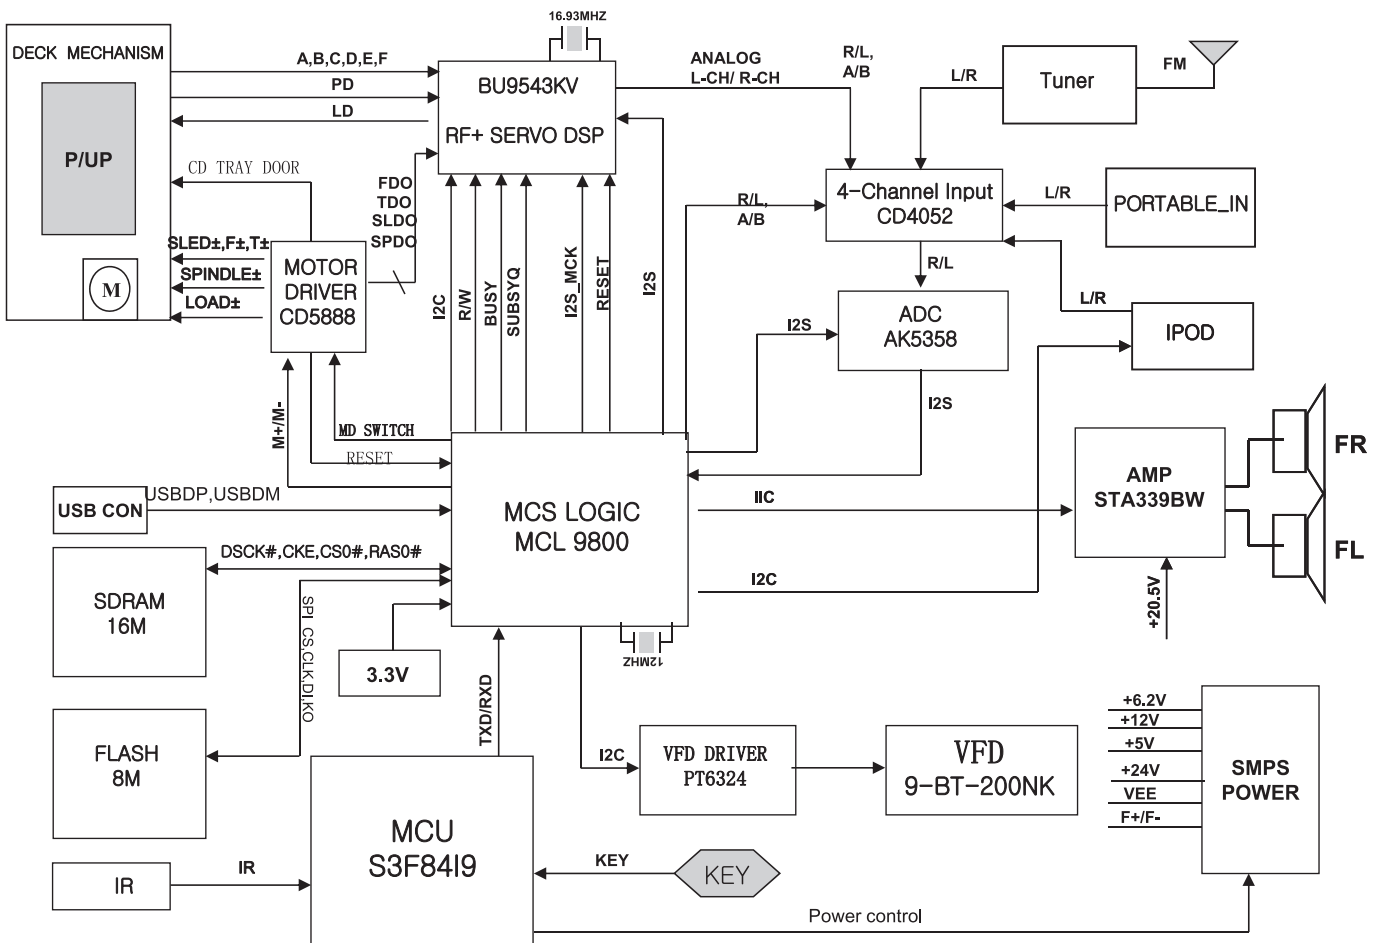 16.93MHZ
DECK MECHANISM
P/UP
M
A,B,C,D,E,F
PD
LD
CD TRAY DOOR
BU9543KV
RF+ SERVO DSP
FDO
TDO
SLDO
SPDO
SLED±,F±,T±
SPINDLE±
LOAD±
MOTOR
DRIVER
CD5888
ANALOG
L-CH/ R-CH
R/L,
A/B
L/R
Tuner
FM
4-Channel Input
CD4052
L/R
PORTABLE_IN
R/L,
A/B
R/L
L/R
IPOD
ADC
AK5358
I2S
I2S
I2C
R/W
BUSY
SUBSYQ
I2S_MCK
RESET
I2S
M+/M-
MD SWITCH
RESET
USB CON
USBDP,USBDM
MCS LOGIC
MCL 9800
IIC
AMP
STA339BW
FR
FL
+20.5V
I2C
DSCK#,CKE,CS0#,RAS0#
SDRAM
16M
SPI CS,CLK,DI,KO
3.3V
12MHZ
TXD/RXD
FLASH
8M
I2C
VFD DRIVER
PT6324
VFD
9-BT-200NK
+6.2V
+12V
+5V
+24V
VEE
F+/F-
SMPS
POWER
MCU
S3F84I9
IR
IR
KEY
KEY
Power control